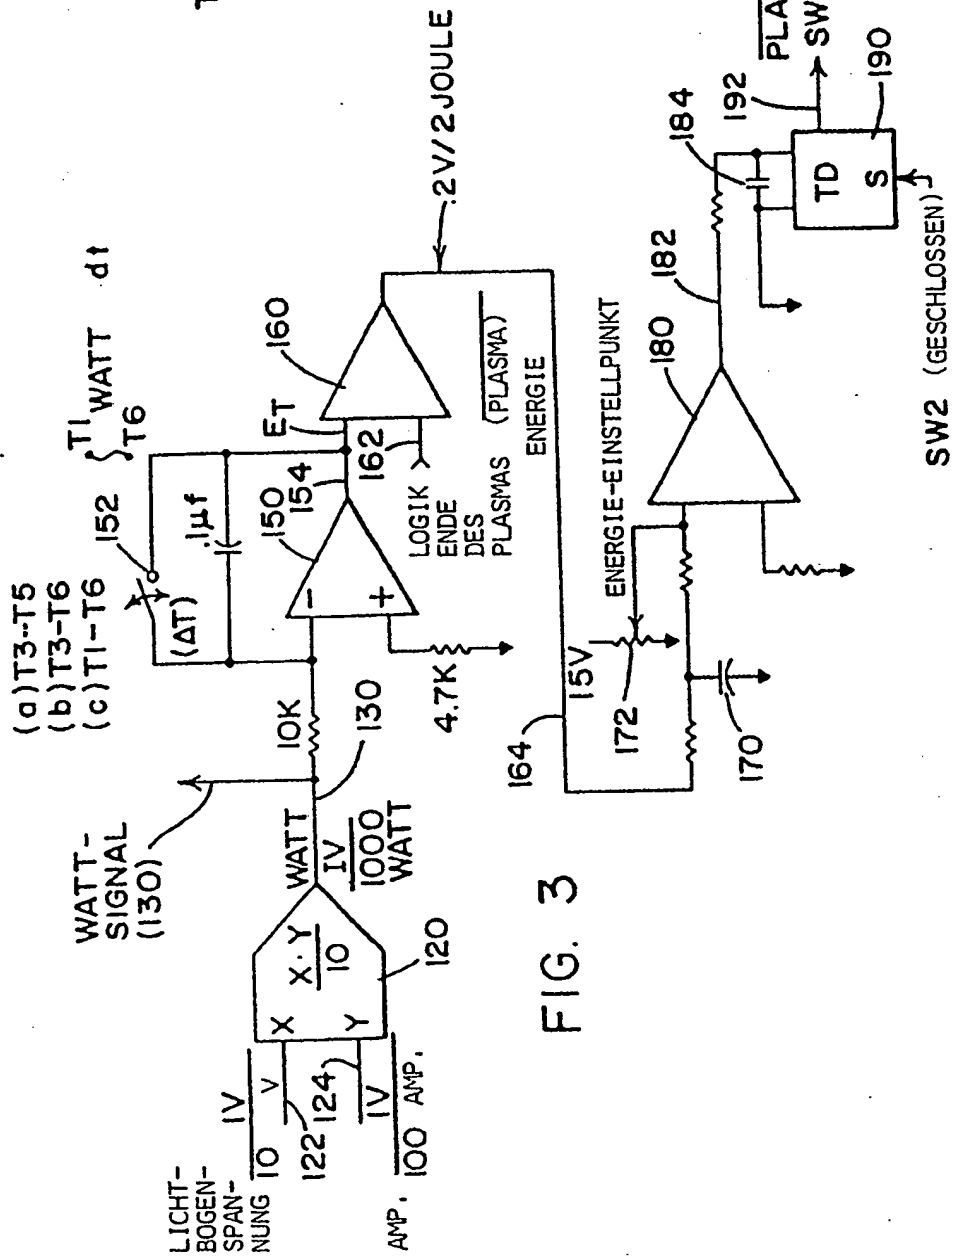 T
(a) T3--T5
(b) T3-T6
(c) T1-T6
152
(ΔT)
.1µf
T1
∫ WATT dt
T6
WATT-
SIGNAL
(130)
10K
130
4.7K
150
154
ET
160
162
LOGIK
ENDE
DES
PLASMAS (PLASMA)
ENERGIE
.2V/2JOULE
LICHT-
BOGEN-
SPAN-
NUNG
1V
10 V
122
X
X·Y
10
Y
124
1V
100 AMP.
AMP.
120
WATT
1V
1000
WATT
164
15V
172
170
ENERGIE-EINSTELLPUNKT
180
182
184
TD
S
192
190
PLA
SW
SW2 (GESCHLOSSEN)
FIG. 3